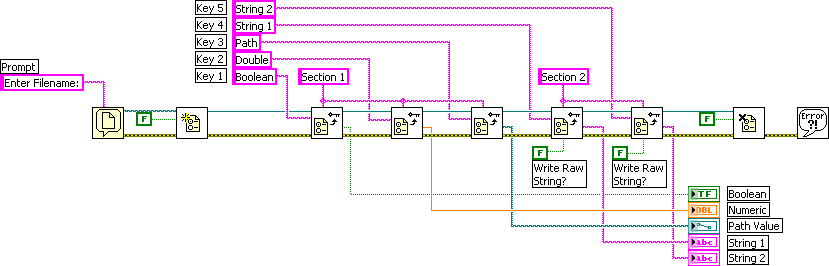 Key 5 String 2
Key 4 String 1
Key 3 Path
Key 2 Double
Key 1 Boolean
Prompt
Enter Filename:
Section 1
Section 2
F
F
Error
?!
F
F
Write Raw
String?
Write Raw
String?
TF Boolean
DBL Numeric
Path Value
abc String 1
abc String 2